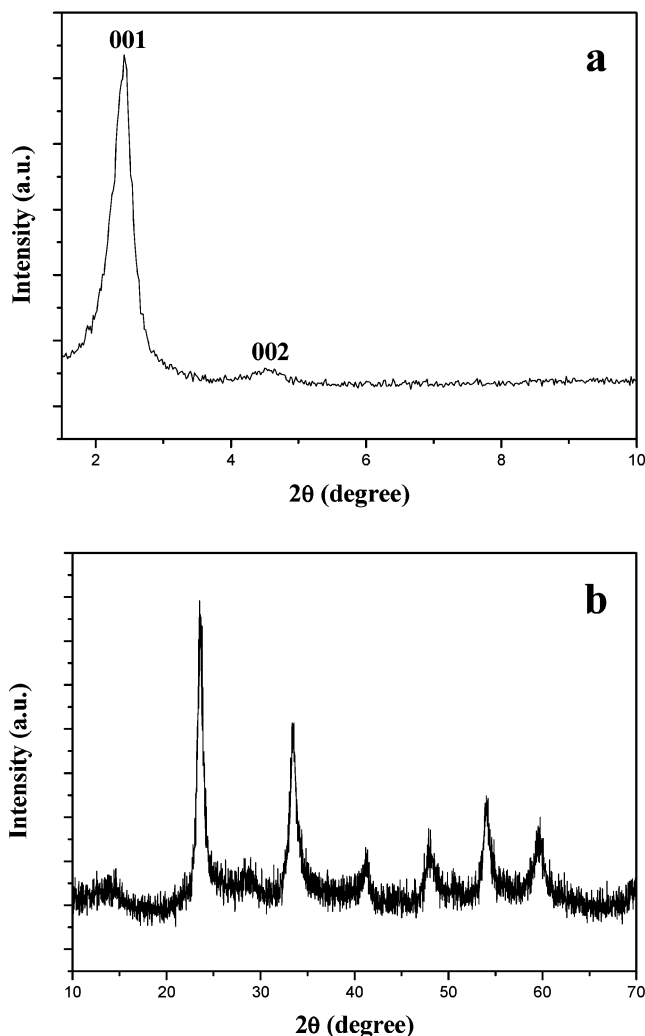 001
a
002
Intensity (a.u.)
2 4 6 8 10
2θ (degree)
b
Intensity (a.u.)
10 20 30 40 50 60 70
2θ (degree)